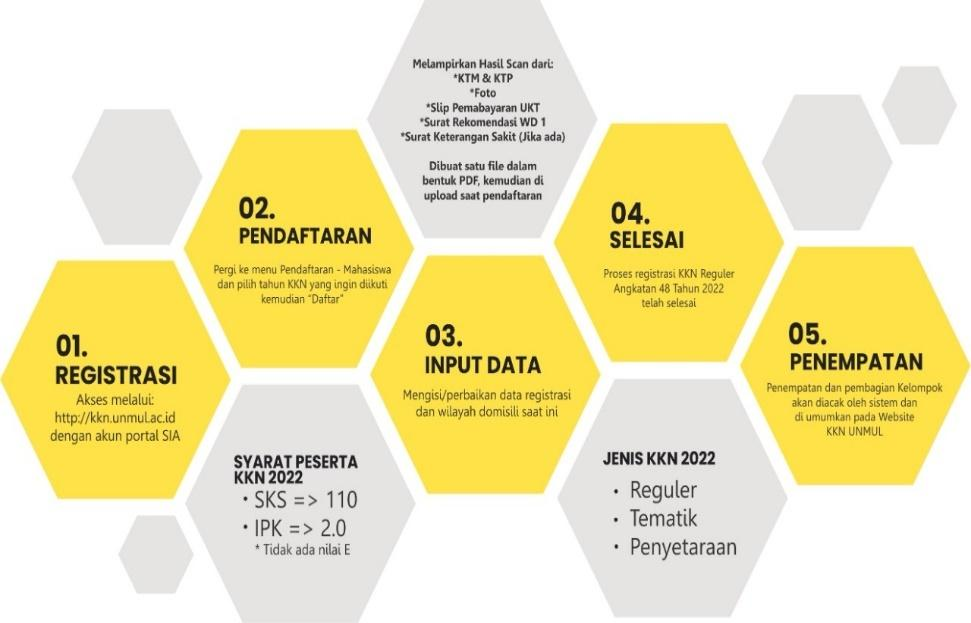 01.
REGISTRASI
Akses melalui:
http://kkn.unmul.ac.id
dengan akun portal SIA
02.
PENDAFTARAN
Pergi ke menu Pendaftaran - Mahasiswa
dan pilih tahun KKN yang ingin diikuti
kemudian "Daftar"
SYARAT PESERTA
KKN 2022
• SKS => 110
• IPK => 2.0
* Tidak ada nilai E
Melampirkan Hasil Scan dari:
*KTM & KTP
*Foto
*Slip Pemabayaran UKT
*Surat Rekomendasi WD 1
*Surat Keterangan Sakit (Jika ada)
Dibuat satu file dalam
bentuk PDF, kemudian di
upload saat pendaftaran
03.
INPUT DATA
Mengisi/perbaikan data registrasi
dan wilayah domisili saat ini
04.
SELESAI
Proses registrasi KKN Reguler
Angkatan 48 Tahun 2022
telah selesai
JENIS KKN 2022
• Reguler
• Tematik
• Penyetaraan
05.
PENEMPATAN
Penempatan dan pembagian Kelompok
akan diacak oleh sistem dan
di umumkan pada Website
KKN UNMUL